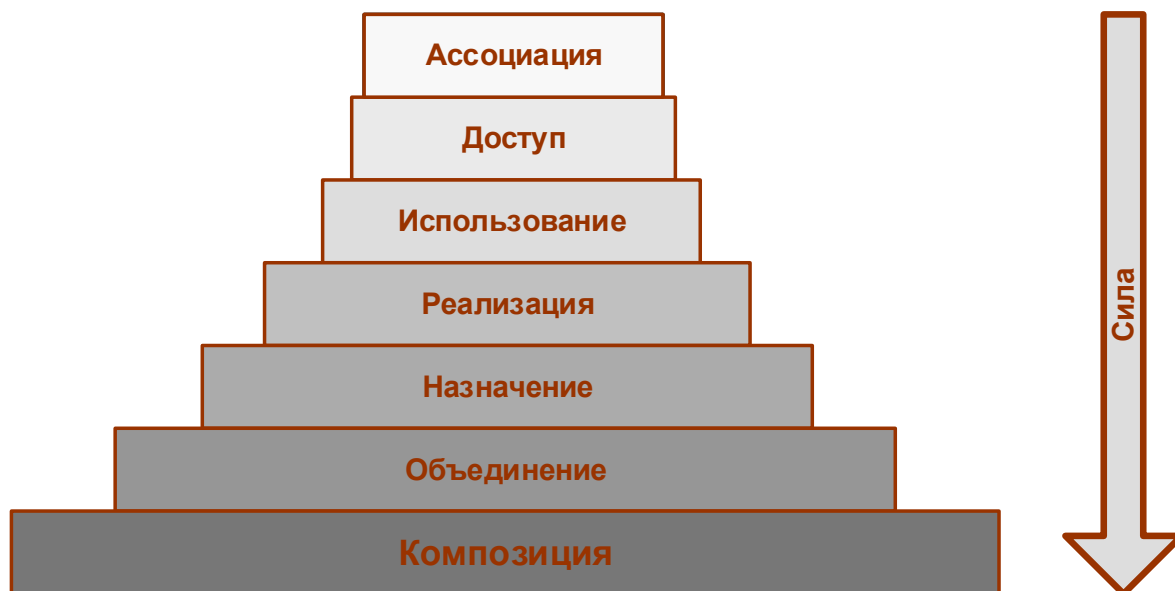 Ассоциация
Доступ
Использование
Реализация
Назначение
Объединение
Композиция
Сила